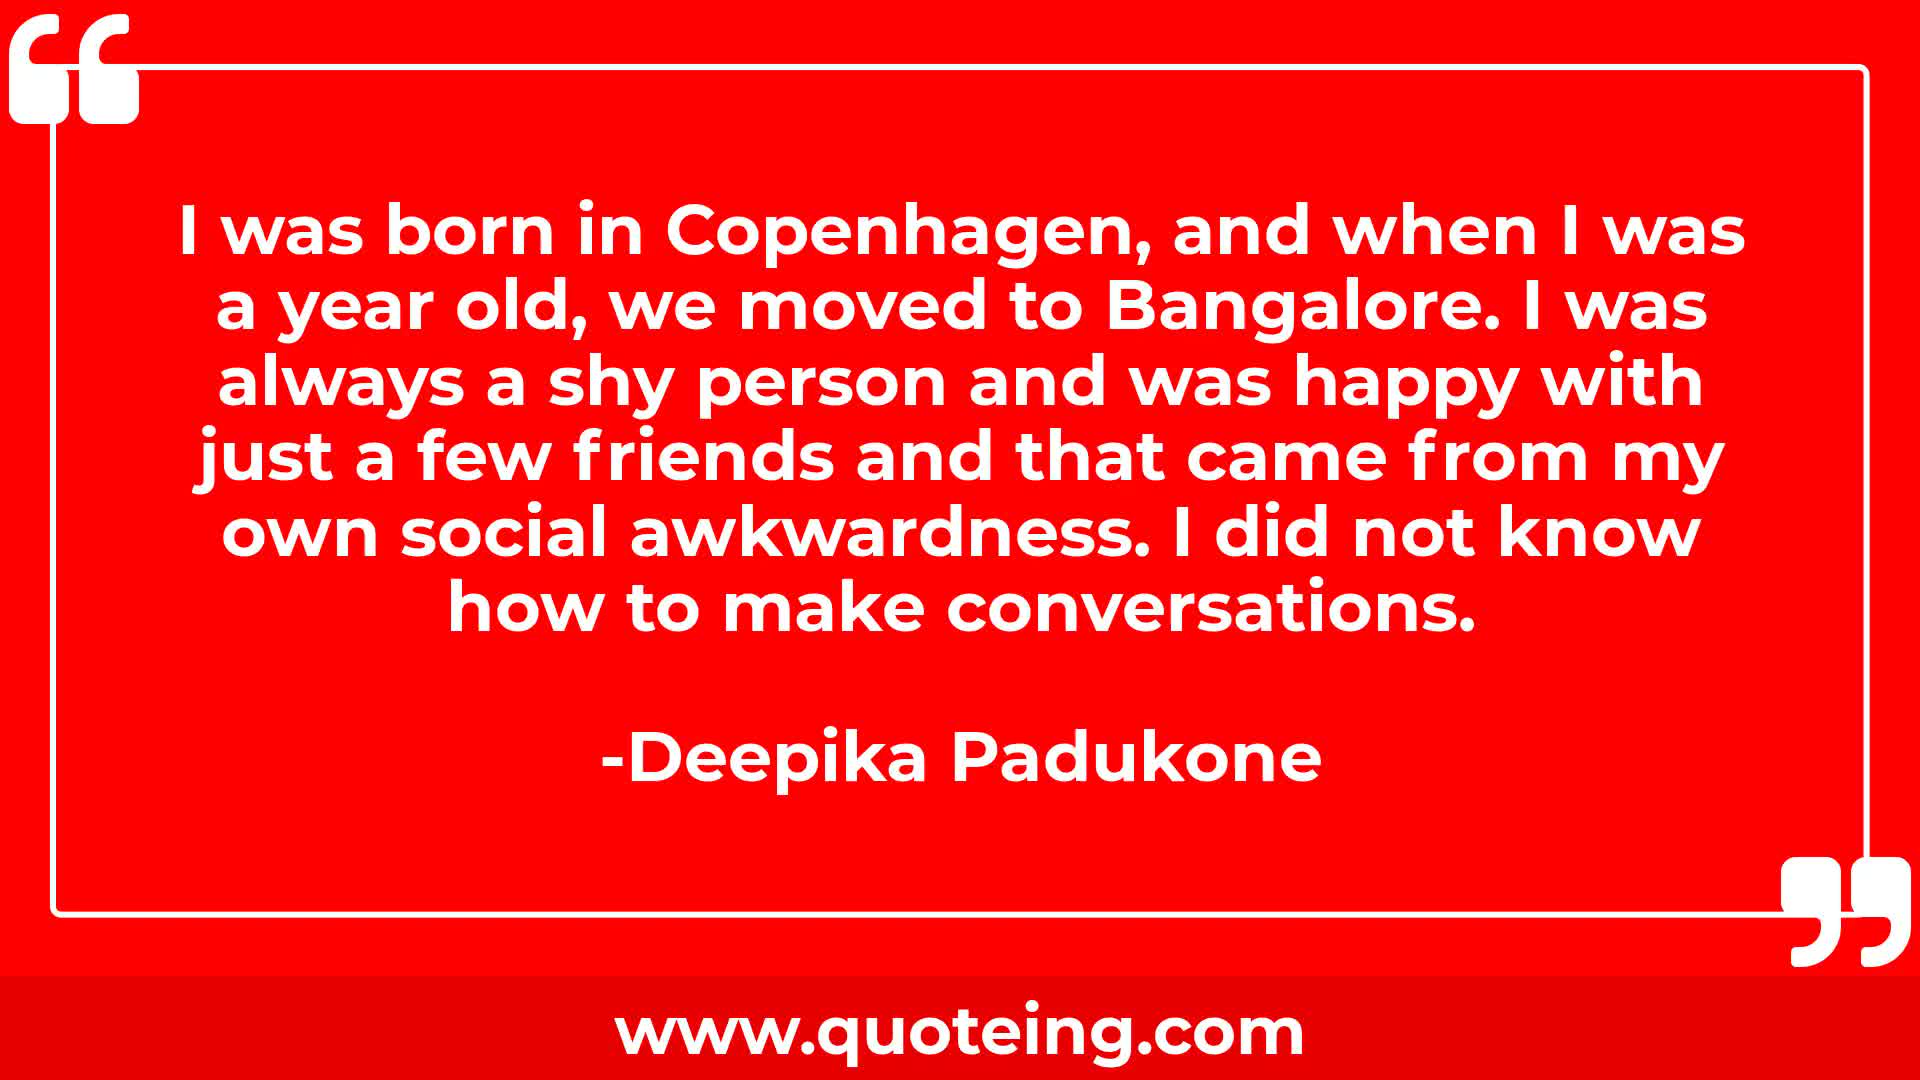 I was born in Copenhagen, and when I was
a year old, we moved to Bangalore. I was
always a shy person and was happy with
just a few friends and that came from my
own social awkwardness. I did not know
how to make conversations.
-Deepika Padukone
www.quoteing.com